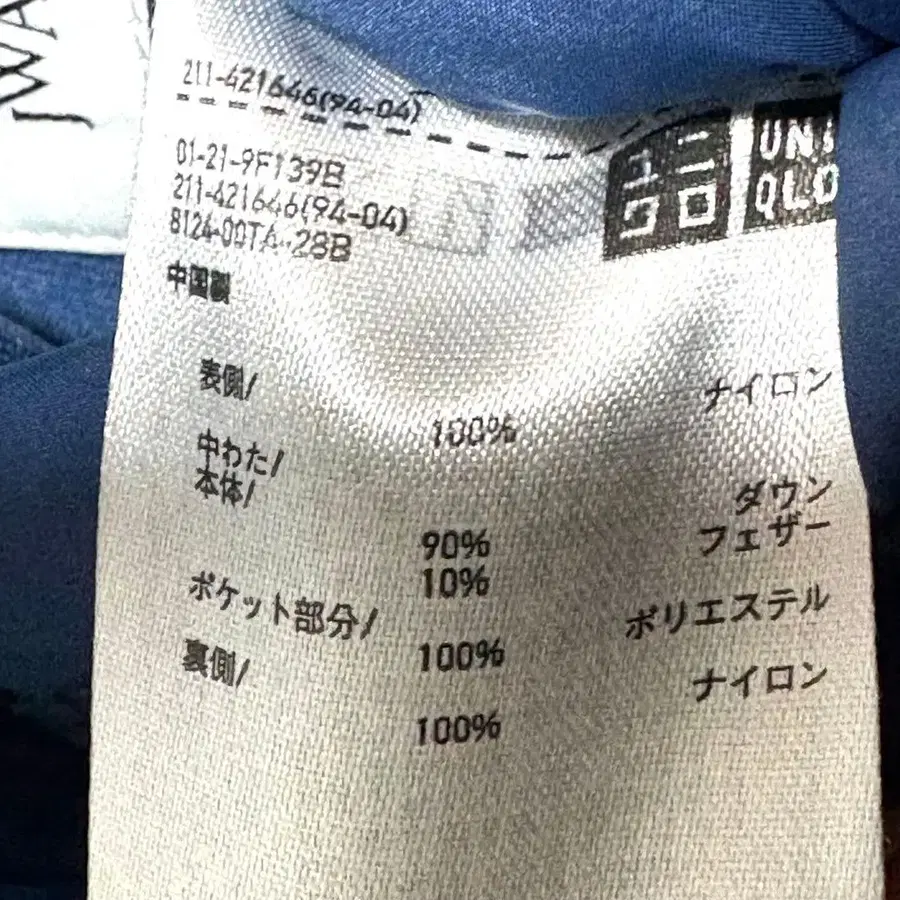 211-421646(94-04)
01-21-9F139B
211-421646(94-04)
8124-00TA-28B
中国製
ユニ
クロ
UNI
QLO
表側/
ナイロン
100%
中わた/
本体/
ダウン
90%
フェザー
10%
ポケット部分/
ポリエステル
100%
裏側/
ナイロン
100%